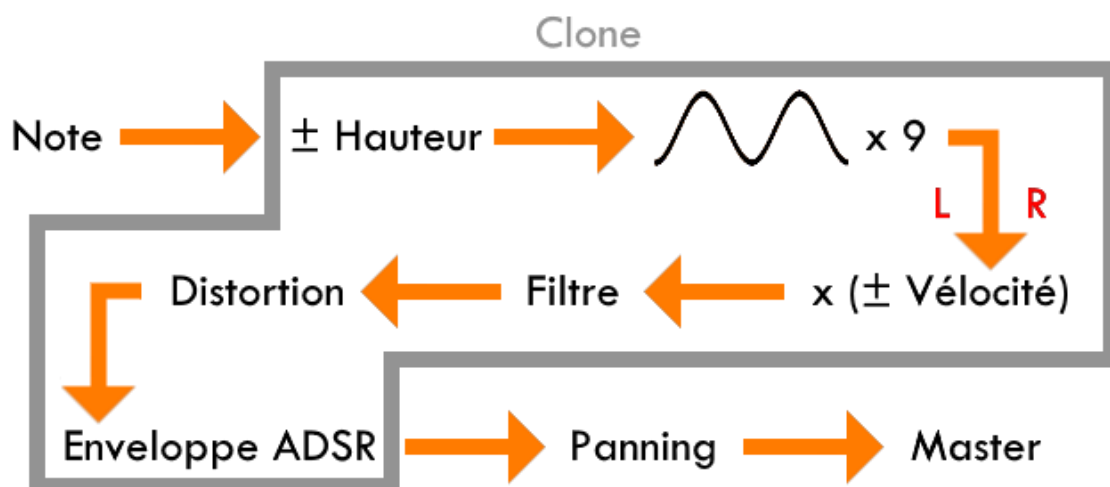 Clone
Note ± Hauteur x 9
L R
Distortion Filtre x (± Vélocité)
Enveloppe ADSR Panning Master